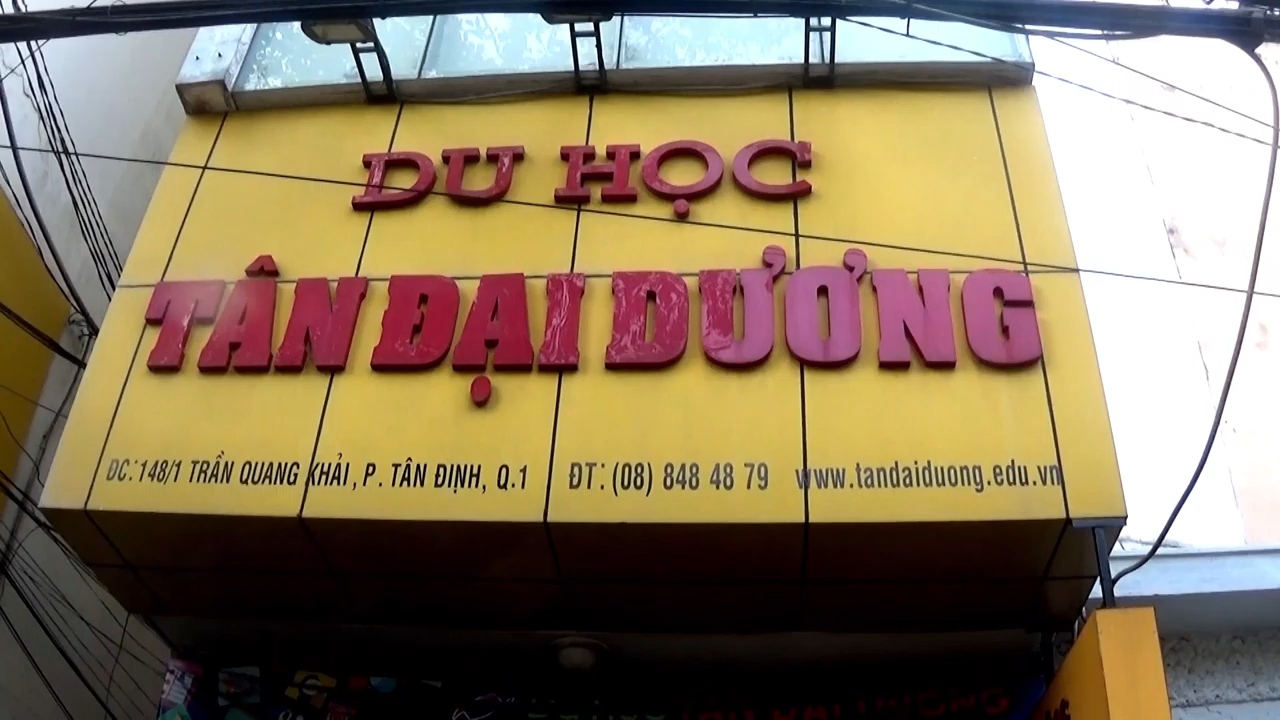 DU HỌC
TÂN ĐẠI DƯƠNG
ĐC: 148/1 TRẦN QUANG KHẢI, P. TÂN ĐỊNH, Q.1 ĐT: (08) 848 48 79 www.tandaiduong.edu.vn